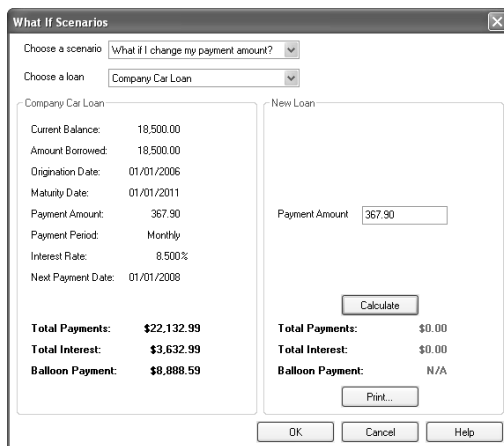 What If Scenarios
Choose a scenario What if I change my payment amount?
Choose a loan Company Car Loan
Company Car Loan
Current Balance: 18,500.00
Amount Borrowed: 18,500.00
Origination Date: 01/01/2006
Maturity Date: 01/01/2011
Payment Amount: 367.90
Payment Period: Monthly
Interest Rate: 8.500%
Next Payment Date: 01/01/2008
Total Payments: $22,132.99
Total Interest: $3,632.99
Balloon Payment: $8,888.59
New Loan
Payment Amount 367.90
Calculate
Total Payments: $0.00
Total Interest: $0.00
Balloon Payment: N/A
Print...
OK Cancel Help